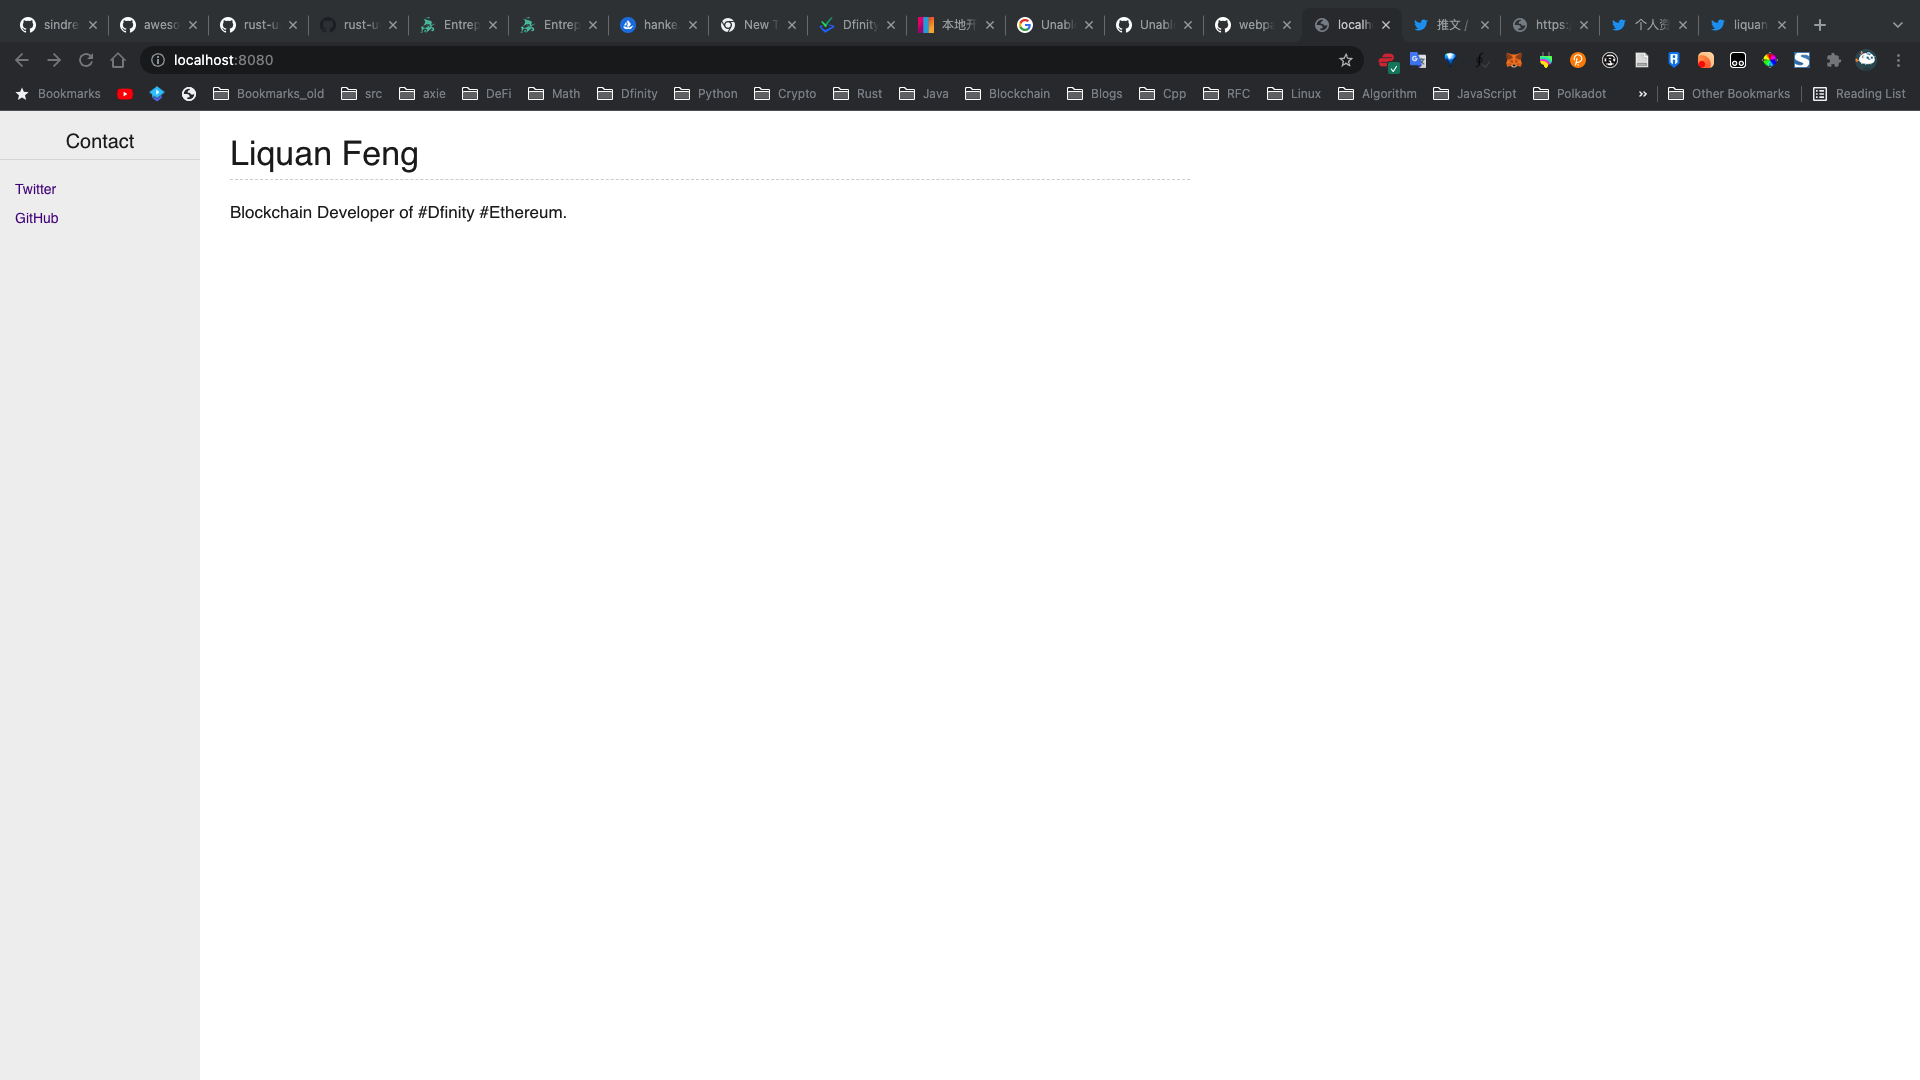 sindre
aweso
rust-u
rust-u
Entrep
Entrep
hanke
New T
Dfinity
本地开
Unabl
Unabl
webpa
localh
推文 /
https:
个人资
liquan
localhost:8080
Bookmarks
Bookmarks_old
src
axie
DeFi
Math
Dfinity
Python
Crypto
Rust
Java
Blockchain
Blogs
Cpp
RFC
Linux
Algorithm
JavaScript
Polkadot
»
Other Bookmarks
Reading List
Contact
Twitter
GitHub
Liquan Feng
Blockchain Developer of #Dfinity #Ethereum.